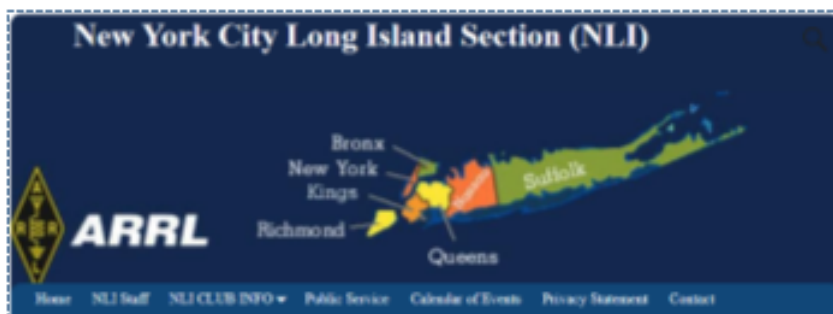 New York City Long Island Section (NLI)
Bronx
New York
Kings
Richmond
Queens
Nassau
Suffolk
A
R R
L
ARRL
Home NLI Staff NLI CLUB INFO Public Service Calendar of Events Privacy Statement Contact